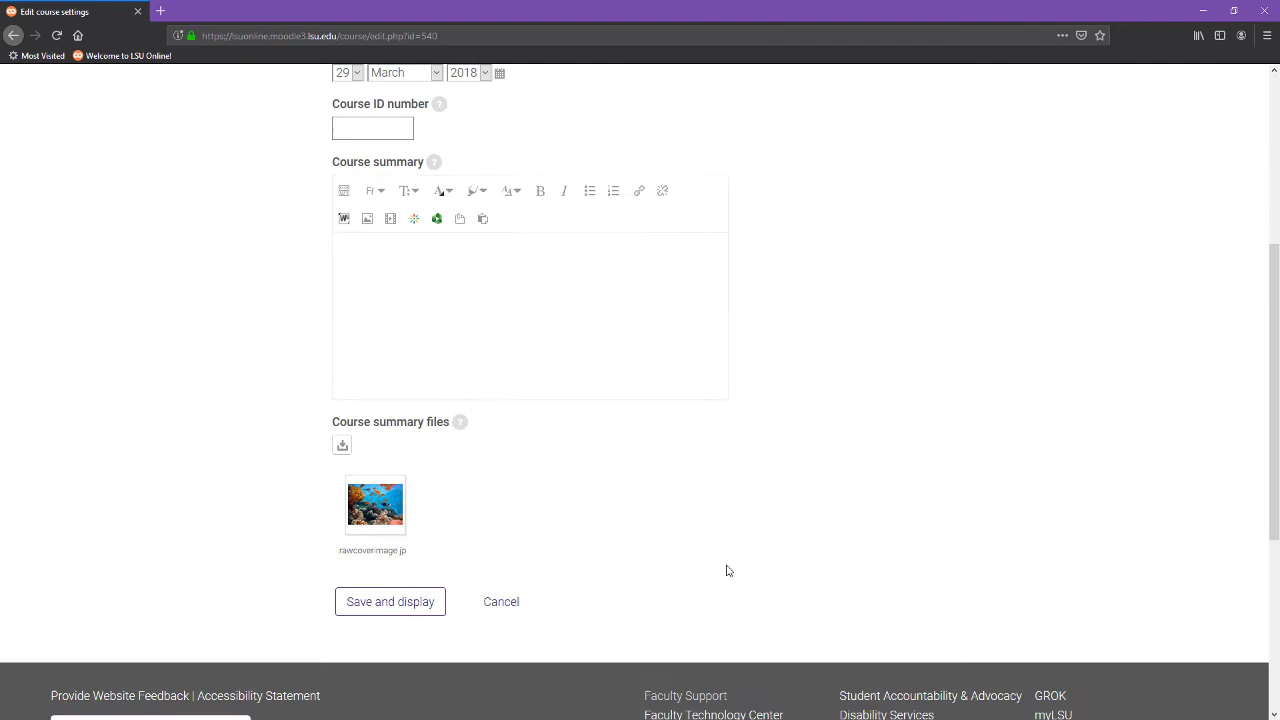 Edit course settings
https://lsuonline.moodle3.lsu.edu/course/edit.php?id=540
Most Visited
Welcome to LSU Online!
29 March 2018
Course ID number
Course summary
Course summary files
rawcoverimage.jp
Save and display
Cancel
Provide Website Feedback | Accessibility Statement
Faculty Support
Student Accountability & Advocacy
GROK
Faculty Technology Center
Disability Services
myLSU